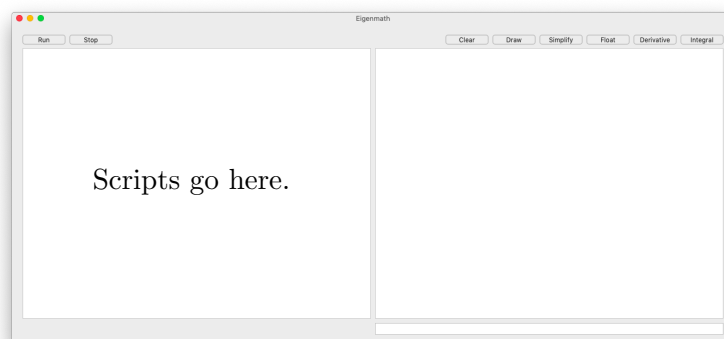 Eigenmath
Run Stop Clear Draw Simplify Float Derivative Integral
Scripts go here.